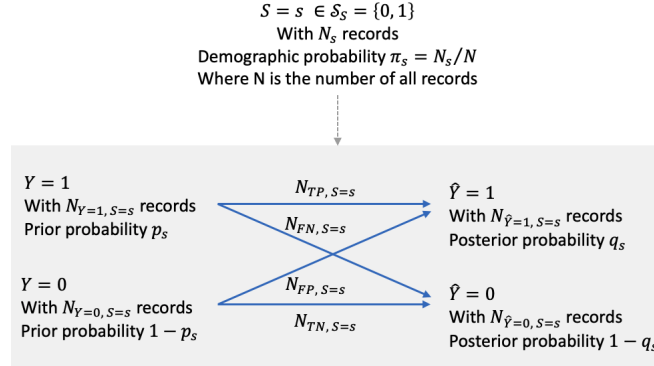 S = s ∈ 𝒮_S = {0, 1}
With N_s records
Demographic probability π_s = N_s/N
Where N is the number of all records
Y = 1
With N_{Y=1, S=s} records
Prior probability p_s
Y = 0
With N_{Y=0, S=s} records
Prior probability 1 − p_s
N_{TP, S=s}
N_{FN, S=s}
N_{FP, S=s}
N_{TN, S=s}
Ŷ = 1
With N_{Ŷ=1, S=s} records
Posterior probability q_s
Ŷ = 0
With N_{Ŷ=0, S=s} records
Posterior probability 1 − q_s